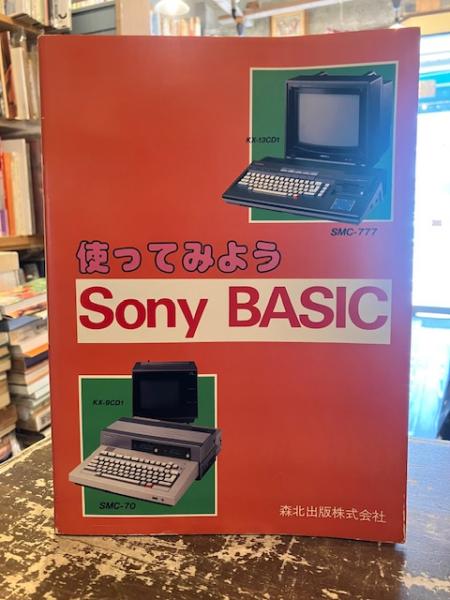 KX-13CD1
SMC-777
使ってみよう
Sony BASIC
KX-9CD1
SMC-70
森北出版株式会社